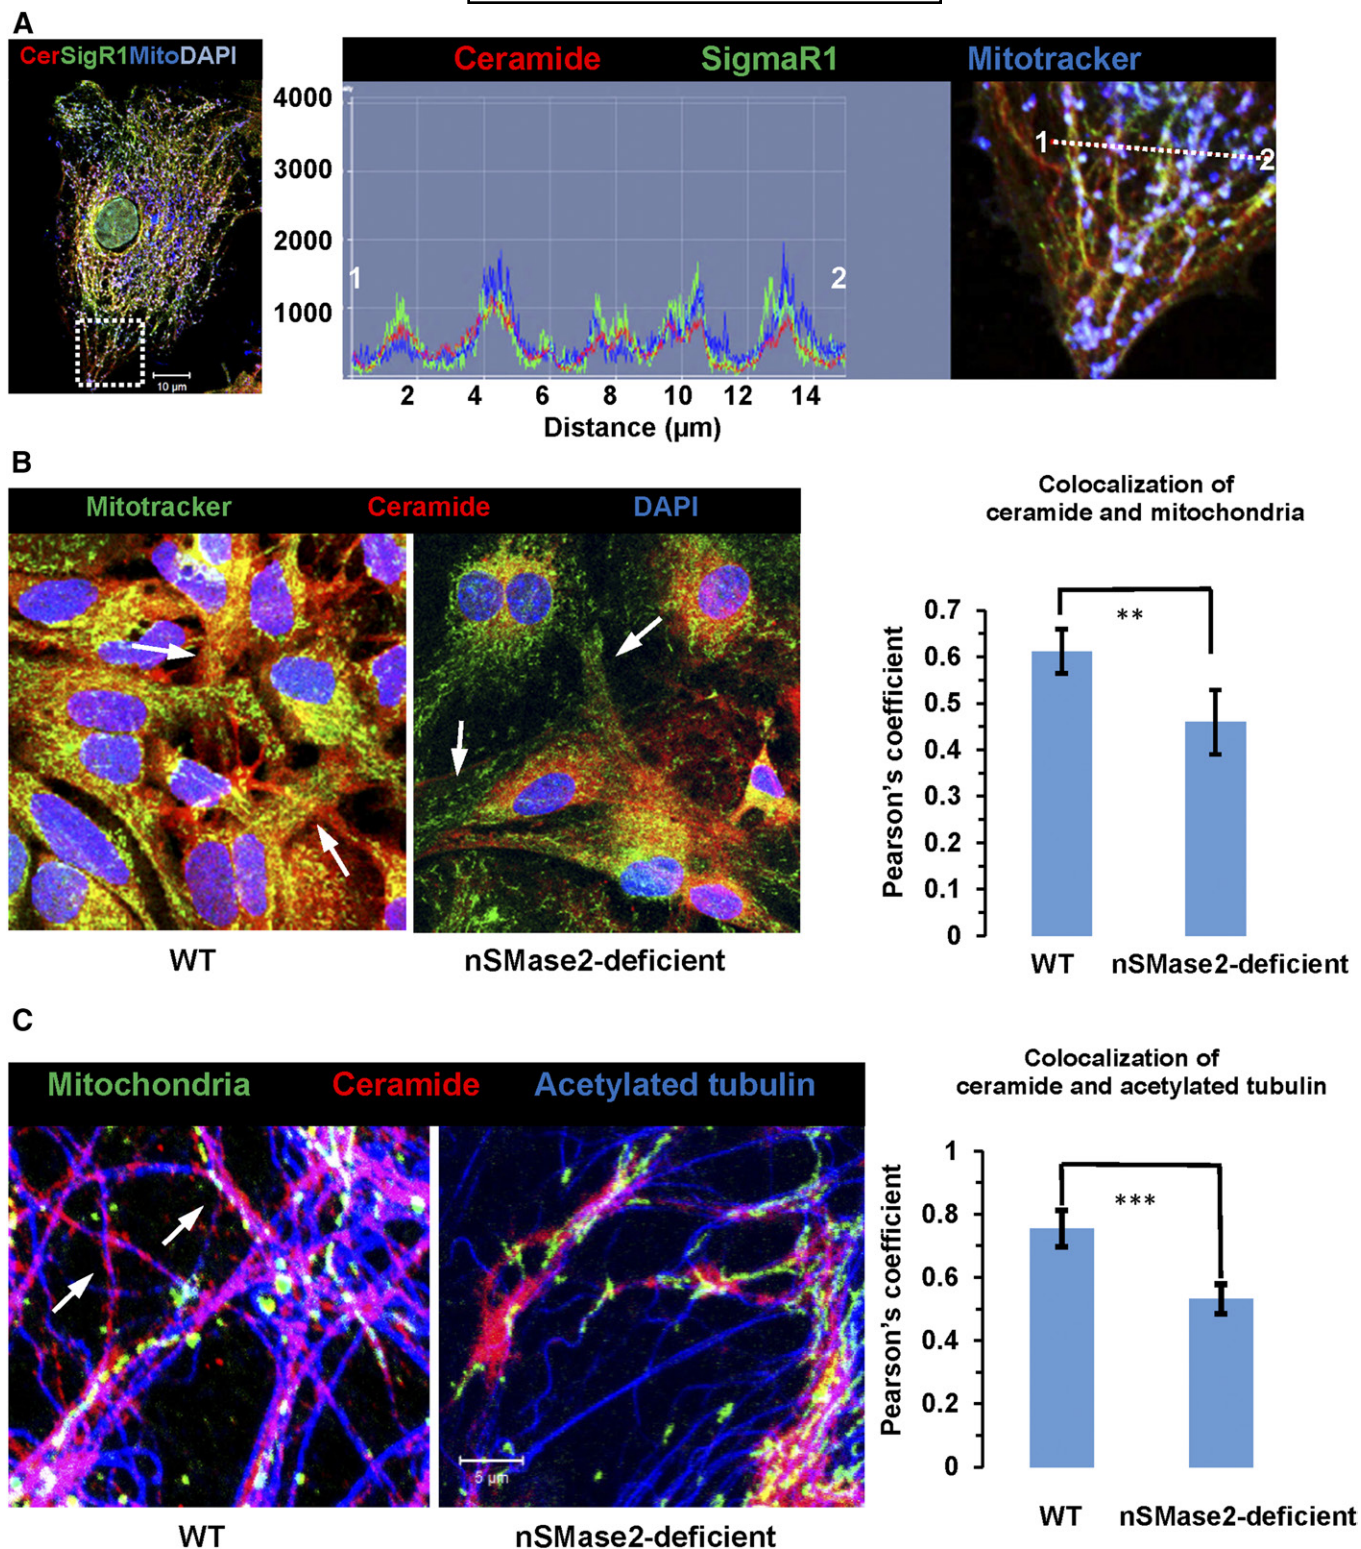 A
CerSigR1MitoDAPI
10 µm
Ceramide SigmaR1 Mitotracker
4000
3000
2000
1000
1 2
2 4 6 8 10 12 14
Distance (µm)
1 2
B
Mitotracker Ceramide DAPI
WT nSMase2-deficient
Colocalization of
ceramide and mitochondria
**
Pearson's coefficient
0.7
0.6
0.5
0.4
0.3
0.2
0.1
0
WT nSMase2-deficient
C
Mitochondria Ceramide Acetylated tubulin
5 µm
WT nSMase2-deficient
Colocalization of
ceramide and acetylated tubulin
***
Pearson's coefficient
1
0.8
0.6
0.4
0.2
0
WT nSMase2-deficient